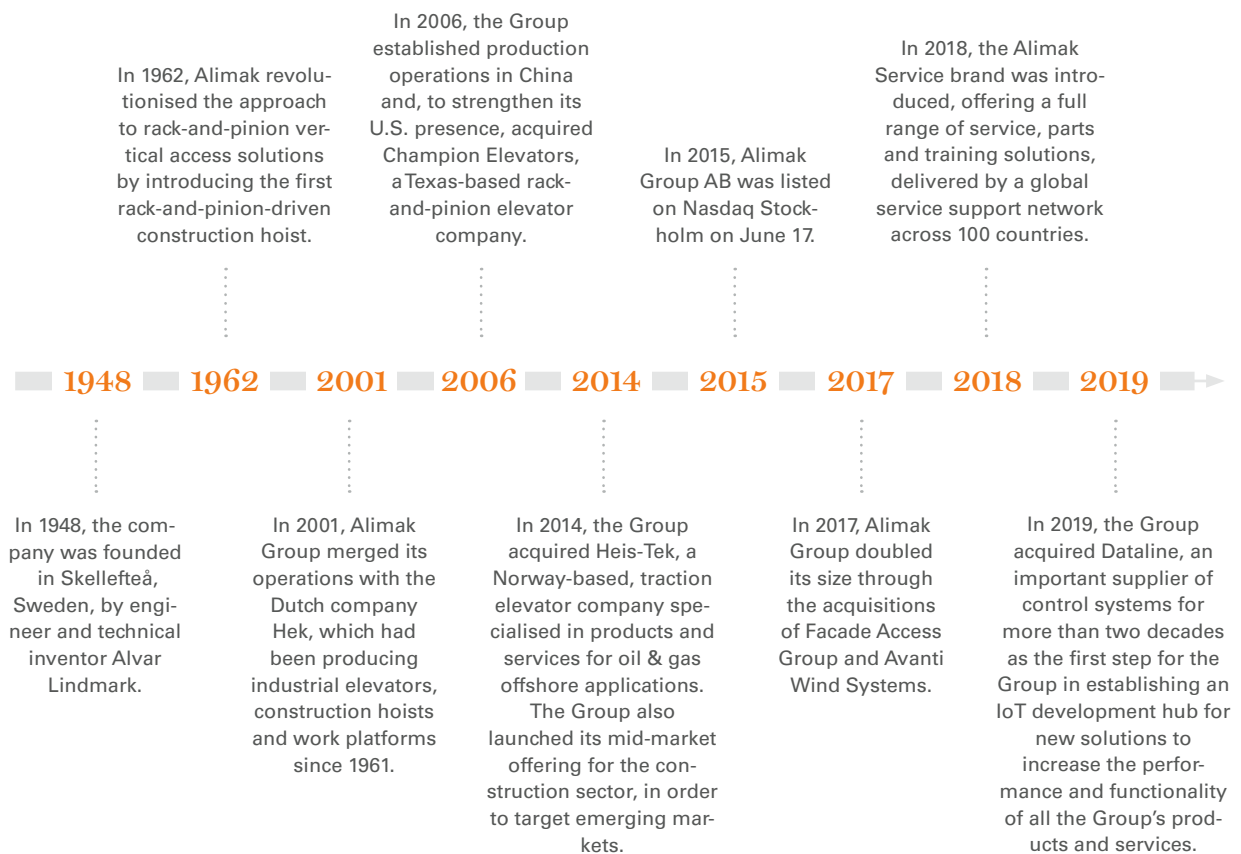 In 1962, Alimak revolu-
tionised the approach
to rack-and-pinion ver-
tical access solutions
by introducing the first
rack-and-pinion-driven
construction hoist.
In 2006, the Group
established production
operations in China
and, to strengthen its
U.S. presence, acquired
Champion Elevators,
a Texas-based rack-
and-pinion elevator
company.
In 2015, Alimak
Group AB was listed
on Nasdaq Stock-
holm on June 17.
In 2018, the Alimak
Service brand was intro-
duced, offering a full
range of service, parts
and training solutions,
delivered by a global
service support network
across 100 countries.
1948 1962 2001 2006 2014 2015 2017 2018 2019
In 1948, the com-
pany was founded
in Skellefteå,
Sweden, by engi-
neer and technical
inventor Alvar
Lindmark.
In 2001, Alimak
Group merged its
operations with the
Dutch company
Hek, which had
been producing
industrial elevators,
construction hoists
and work platforms
since 1961.
In 2014, the Group
acquired Heis-Tek, a
Norway-based, traction
elevator company spe-
cialised in products and
services for oil & gas
offshore applications.
The Group also
launched its mid-market
offering for the con-
struction sector, in order
to target emerging mar-
kets.
In 2017, Alimak
Group doubled
its size through
the acquisitions
of Facade Access
Group and Avanti
Wind Systems.
In 2019, the Group
acquired Dataline, an
important supplier of
control systems for
more than two decades
as the first step for the
Group in establishing an
IoT development hub for
new solutions to
increase the perfor-
mance and functionality
of all the Group's prod-
ucts and services.